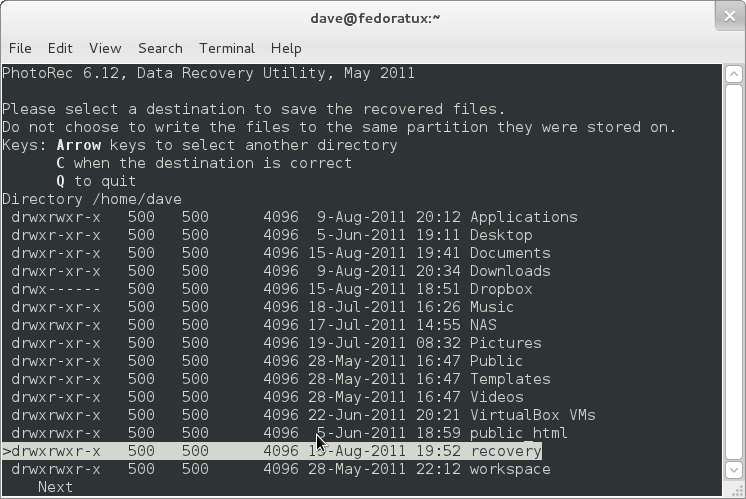 dave@fedoratux:~
File Edit View Search Terminal Help
PhotoRec 6.12, Data Recovery Utility, May 2011
Please select a destination to save the recovered files.
Do not choose to write the files to the same partition they were stored on.
Keys: Arrow keys to select another directory
C when the destination is correct
Q to quit
Directory /home/dave
drwxrwxr-x 500 500 4096 9-Aug-2011 20:12 Applications
drwxr-xr-x 500 500 4096 5-Jun-2011 19:11 Desktop
drwxr-xr-x 500 500 4096 15-Aug-2011 19:41 Documents
drwxr-xr-x 500 500 4096 9-Aug-2011 20:34 Downloads
drwx------ 500 500 4096 15-Aug-2011 18:51 Dropbox
drwxr-xr-x 500 500 4096 18-Jul-2011 16:26 Music
drwxrwxr-x 500 500 4096 17-Jul-2011 14:55 NAS
drwxr-xr-x 500 500 4096 19-Jul-2011 08:32 Pictures
drwxr-xr-x 500 500 4096 28-May-2011 16:47 Public
drwxr-xr-x 500 500 4096 28-May-2011 16:47 Templates
drwxr-xr-x 500 500 4096 28-May-2011 16:47 Videos
drwxrwxr-x 500 500 4096 22-Jun-2011 20:21 VirtualBox VMs
drwxrwxr-x 500 500 4096 5-Jun-2011 18:59 public_html
>drwxrwxr-x 500 500 4096 15-Aug-2011 19:52 recovery
drwxrwxr-x 500 500 4096 28-May-2011 22:12 workspace
Next